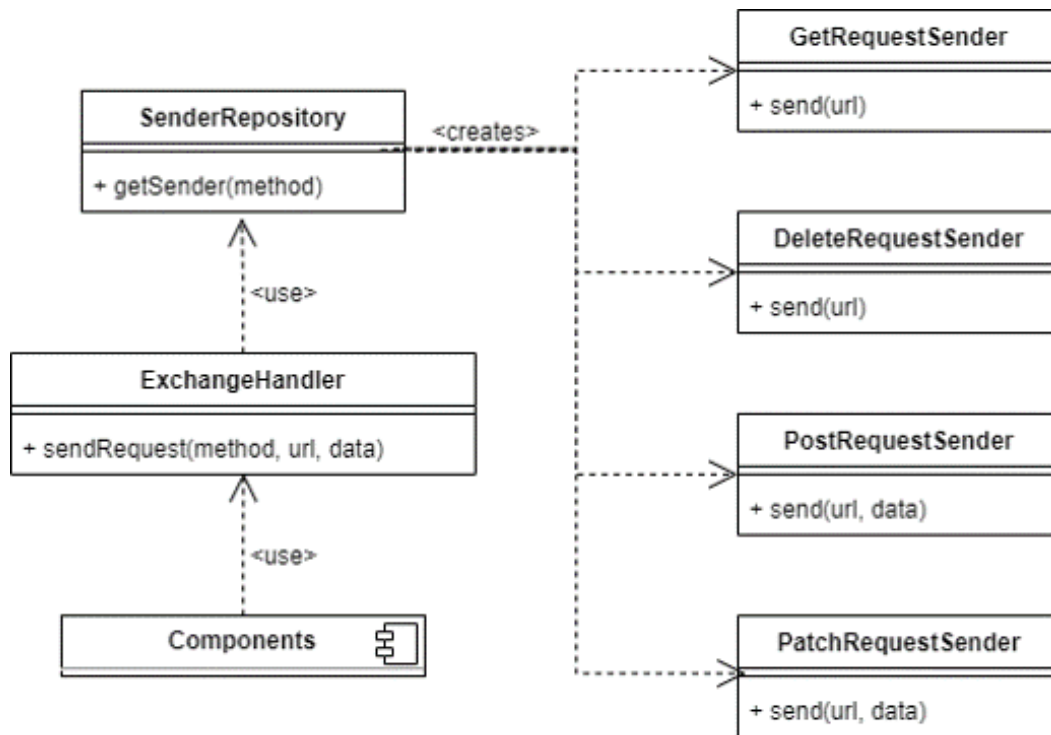 GetRequestSender
+ send(url)
SenderRepository
<creates>
+ getSender(method)
DeleteRequestSender
+ send(url)
<use>
ExchangeHandler
+ sendRequest(method, url, data)
PostRequestSender
+ send(url, data)
<use>
Components
PatchRequestSender
+ send(url, data)